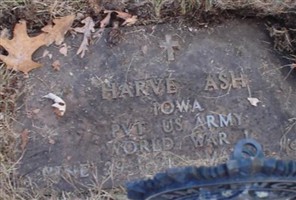 HARVE ASH
IOWA
PVT US ARMY
WORLD WAR I